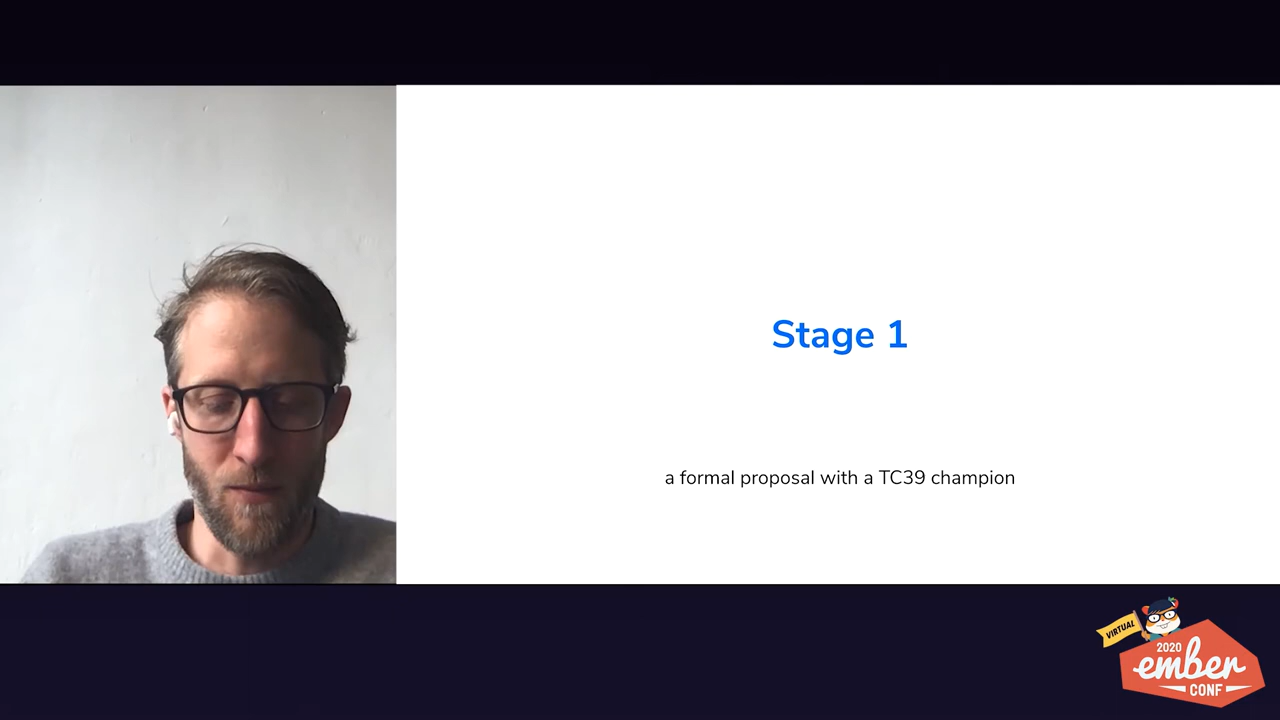 Stage 1
a formal proposal with a TC39 champion
VIRTUAL
2020
ember
CONF